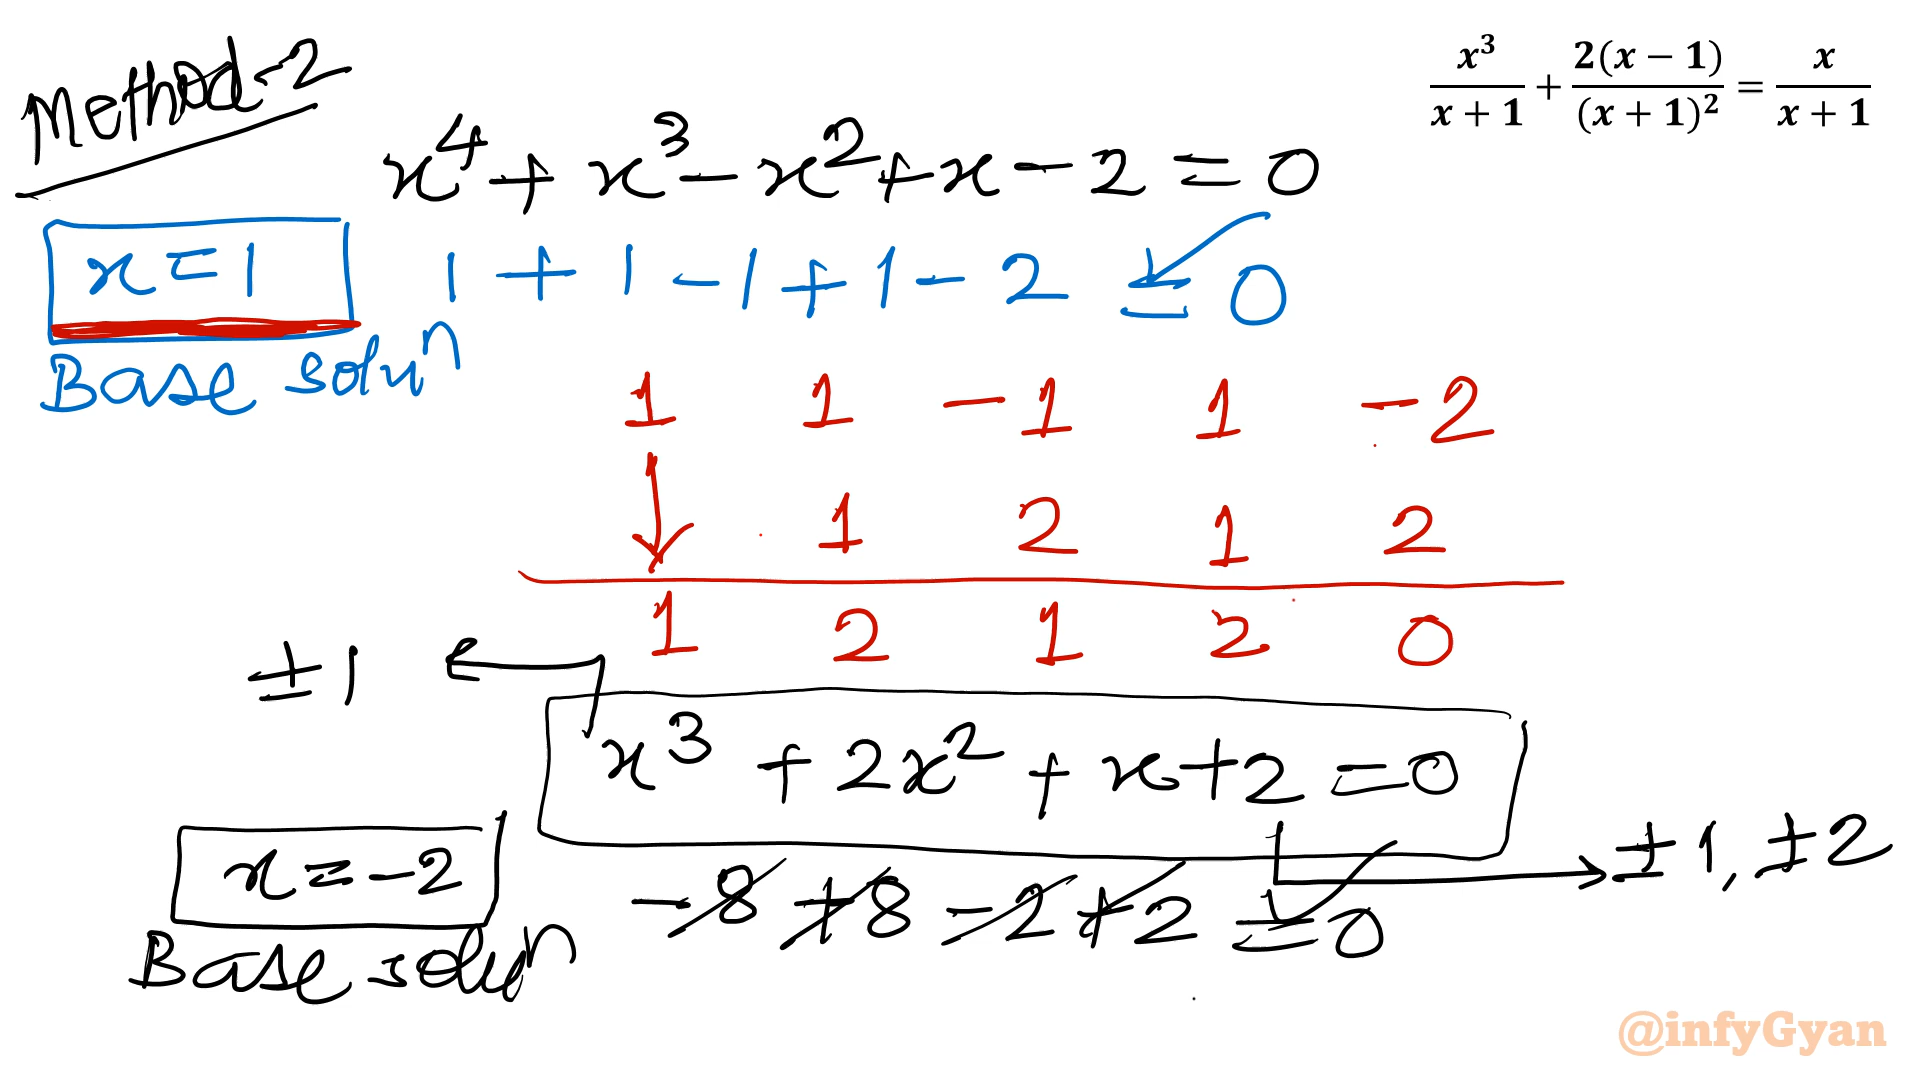 Method-2
x³/(x + 1) + 2(x − 1)/(x + 1)² = x/(x + 1)
x⁴ + x³ − x² + x − 2 = 0
x = 1
1 + 1 − 1 + 1 − 2 = 0
Base soluⁿ
1 1 −1 1 −2
1 2 1 2
1 2 1 2 0
±1
x³ + 2x² + x + 2 = 0
±1, ±2
x = −2
−8 + 8 − 2 + 2 = 0
Base soluⁿ
@infyGyan